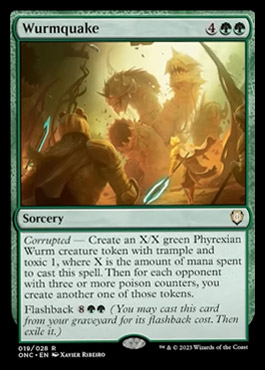 Wurmquake 4
Sorcery
Corrupted — Create an X/X green Phyrexian
Wurm creature token with trample and
toxic 1, where X is the amount of mana spent
to cast this spell. Then for each opponent
with three or more poison counters, you
create another one of those tokens.
Flashback 8 (You may cast this card
from your graveyard for its flashback cost. Then
exile it.)
019/028 R
ONC • EN Xavier Ribeiro
™ & © 2023 Wizards of the Coast